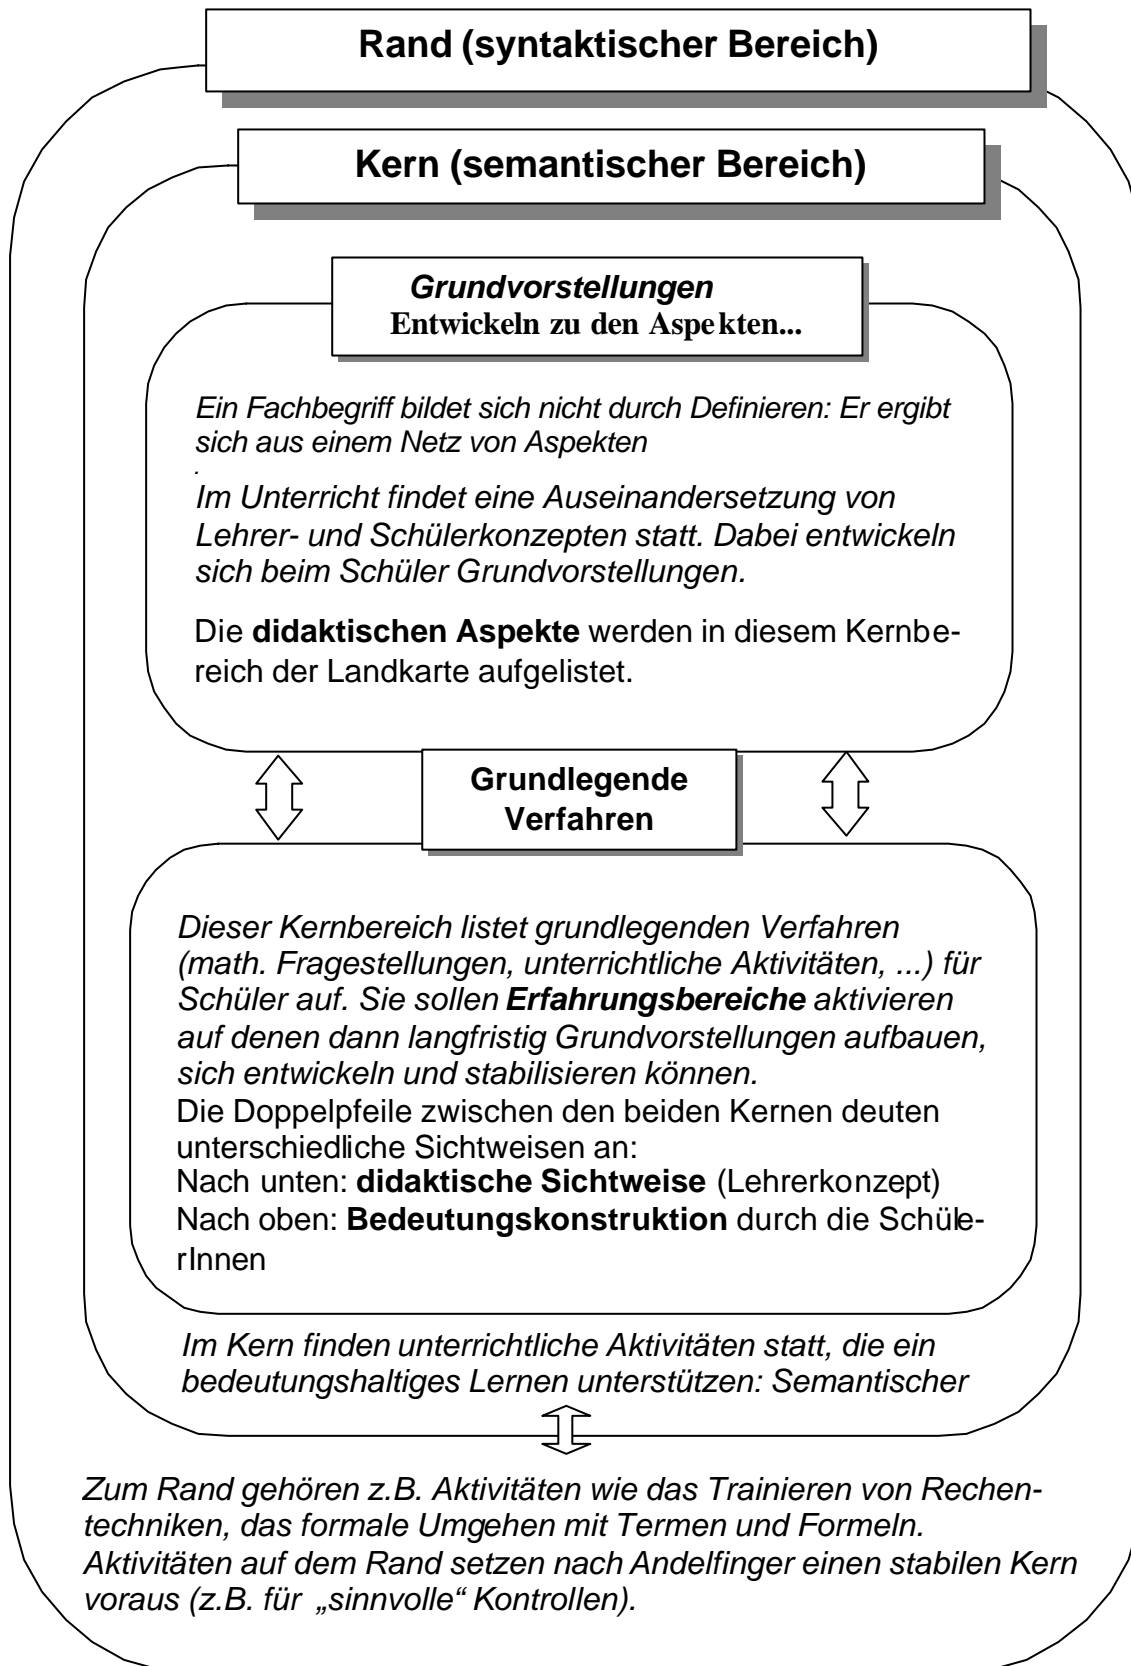 Rand (syntaktischer Bereich)
Kern (semantischer Bereich)
Grundvorstellungen
Entwickeln zu den Aspekten...
Ein Fachbegriff bildet sich nicht durch Definieren: Er ergibt
sich aus einem Netz von Aspekten
.
Im Unterricht findet eine Auseinandersetzung von
Lehrer- und Schülerkonzepten statt. Dabei entwickeln
sich beim Schüler Grundvorstellungen.
Die didaktischen Aspekte werden in diesem Kernbe-
reich der Landkarte aufgelistet.
Grundlegende
Verfahren
Dieser Kernbereich listet grundlegenden Verfahren
(math. Fragestellungen, unterrichtliche Aktivitäten, ...) für
Schüler auf. Sie sollen Erfahrungsbereiche aktivieren
auf denen dann langfristig Grundvorstellungen aufbauen,
sich entwickeln und stabilisieren können.
Die Doppelpfeile zwischen den beiden Kernen deuten
unterschiedliche Sichtweisen an:
Nach unten: didaktische Sichtweise (Lehrerkonzept)
Nach oben: Bedeutungskonstruktion durch die Schüle-
rInnen
Im Kern finden unterrichtliche Aktivitäten statt, die ein
bedeutungshaltiges Lernen unterstützen: Semantischer
Zum Rand gehören z.B. Aktivitäten wie das Trainieren von Rechen-
techniken, das formale Umgehen mit Termen und Formeln.
Aktivitäten auf dem Rand setzen nach Andelfinger einen stabilen Kern
voraus (z.B. für „sinnvolle“ Kontrollen).